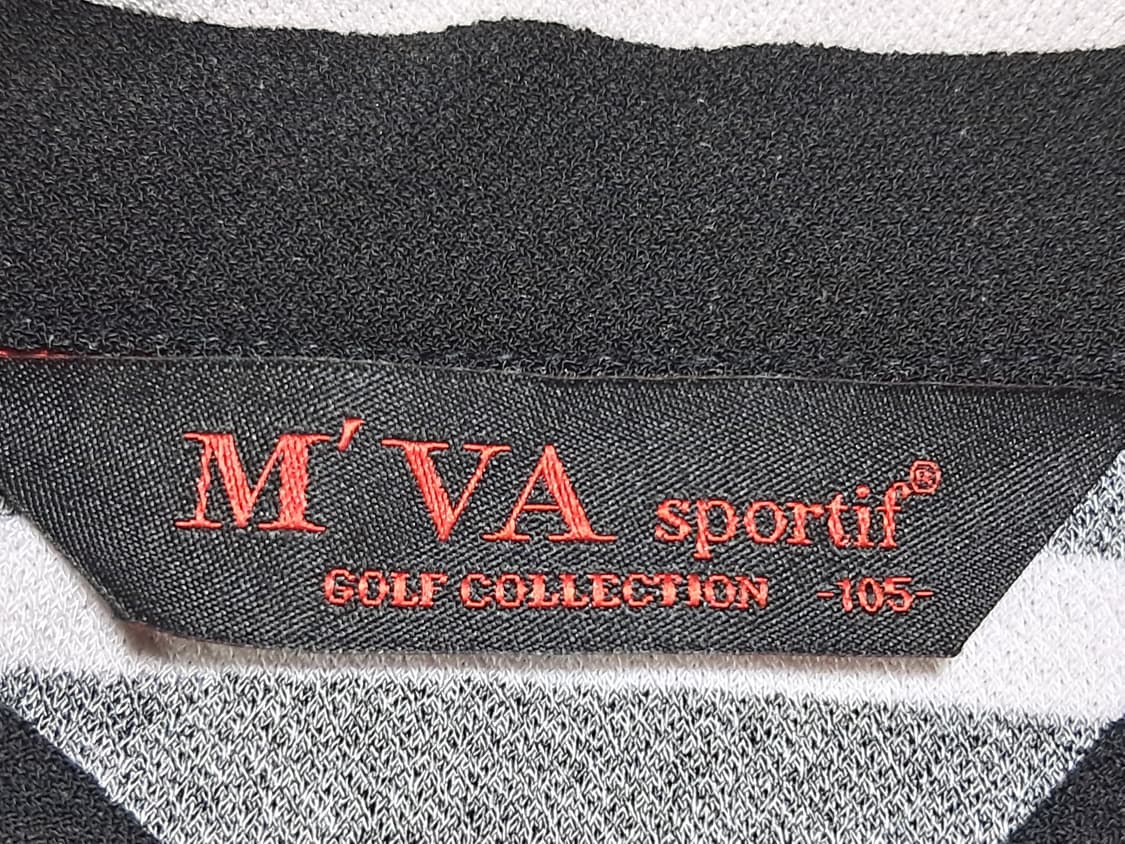 M'VA sportif®
GOLF COLLECTION -105-